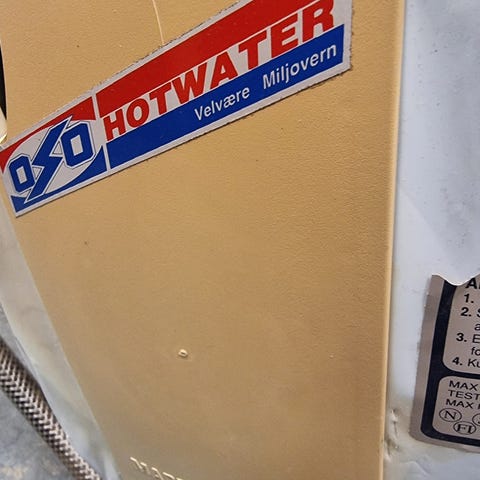 OSO HOTWATER
Velvære Miljøvern
1.
2.
3.
4.
MAX
TEST
MAX
N
FI